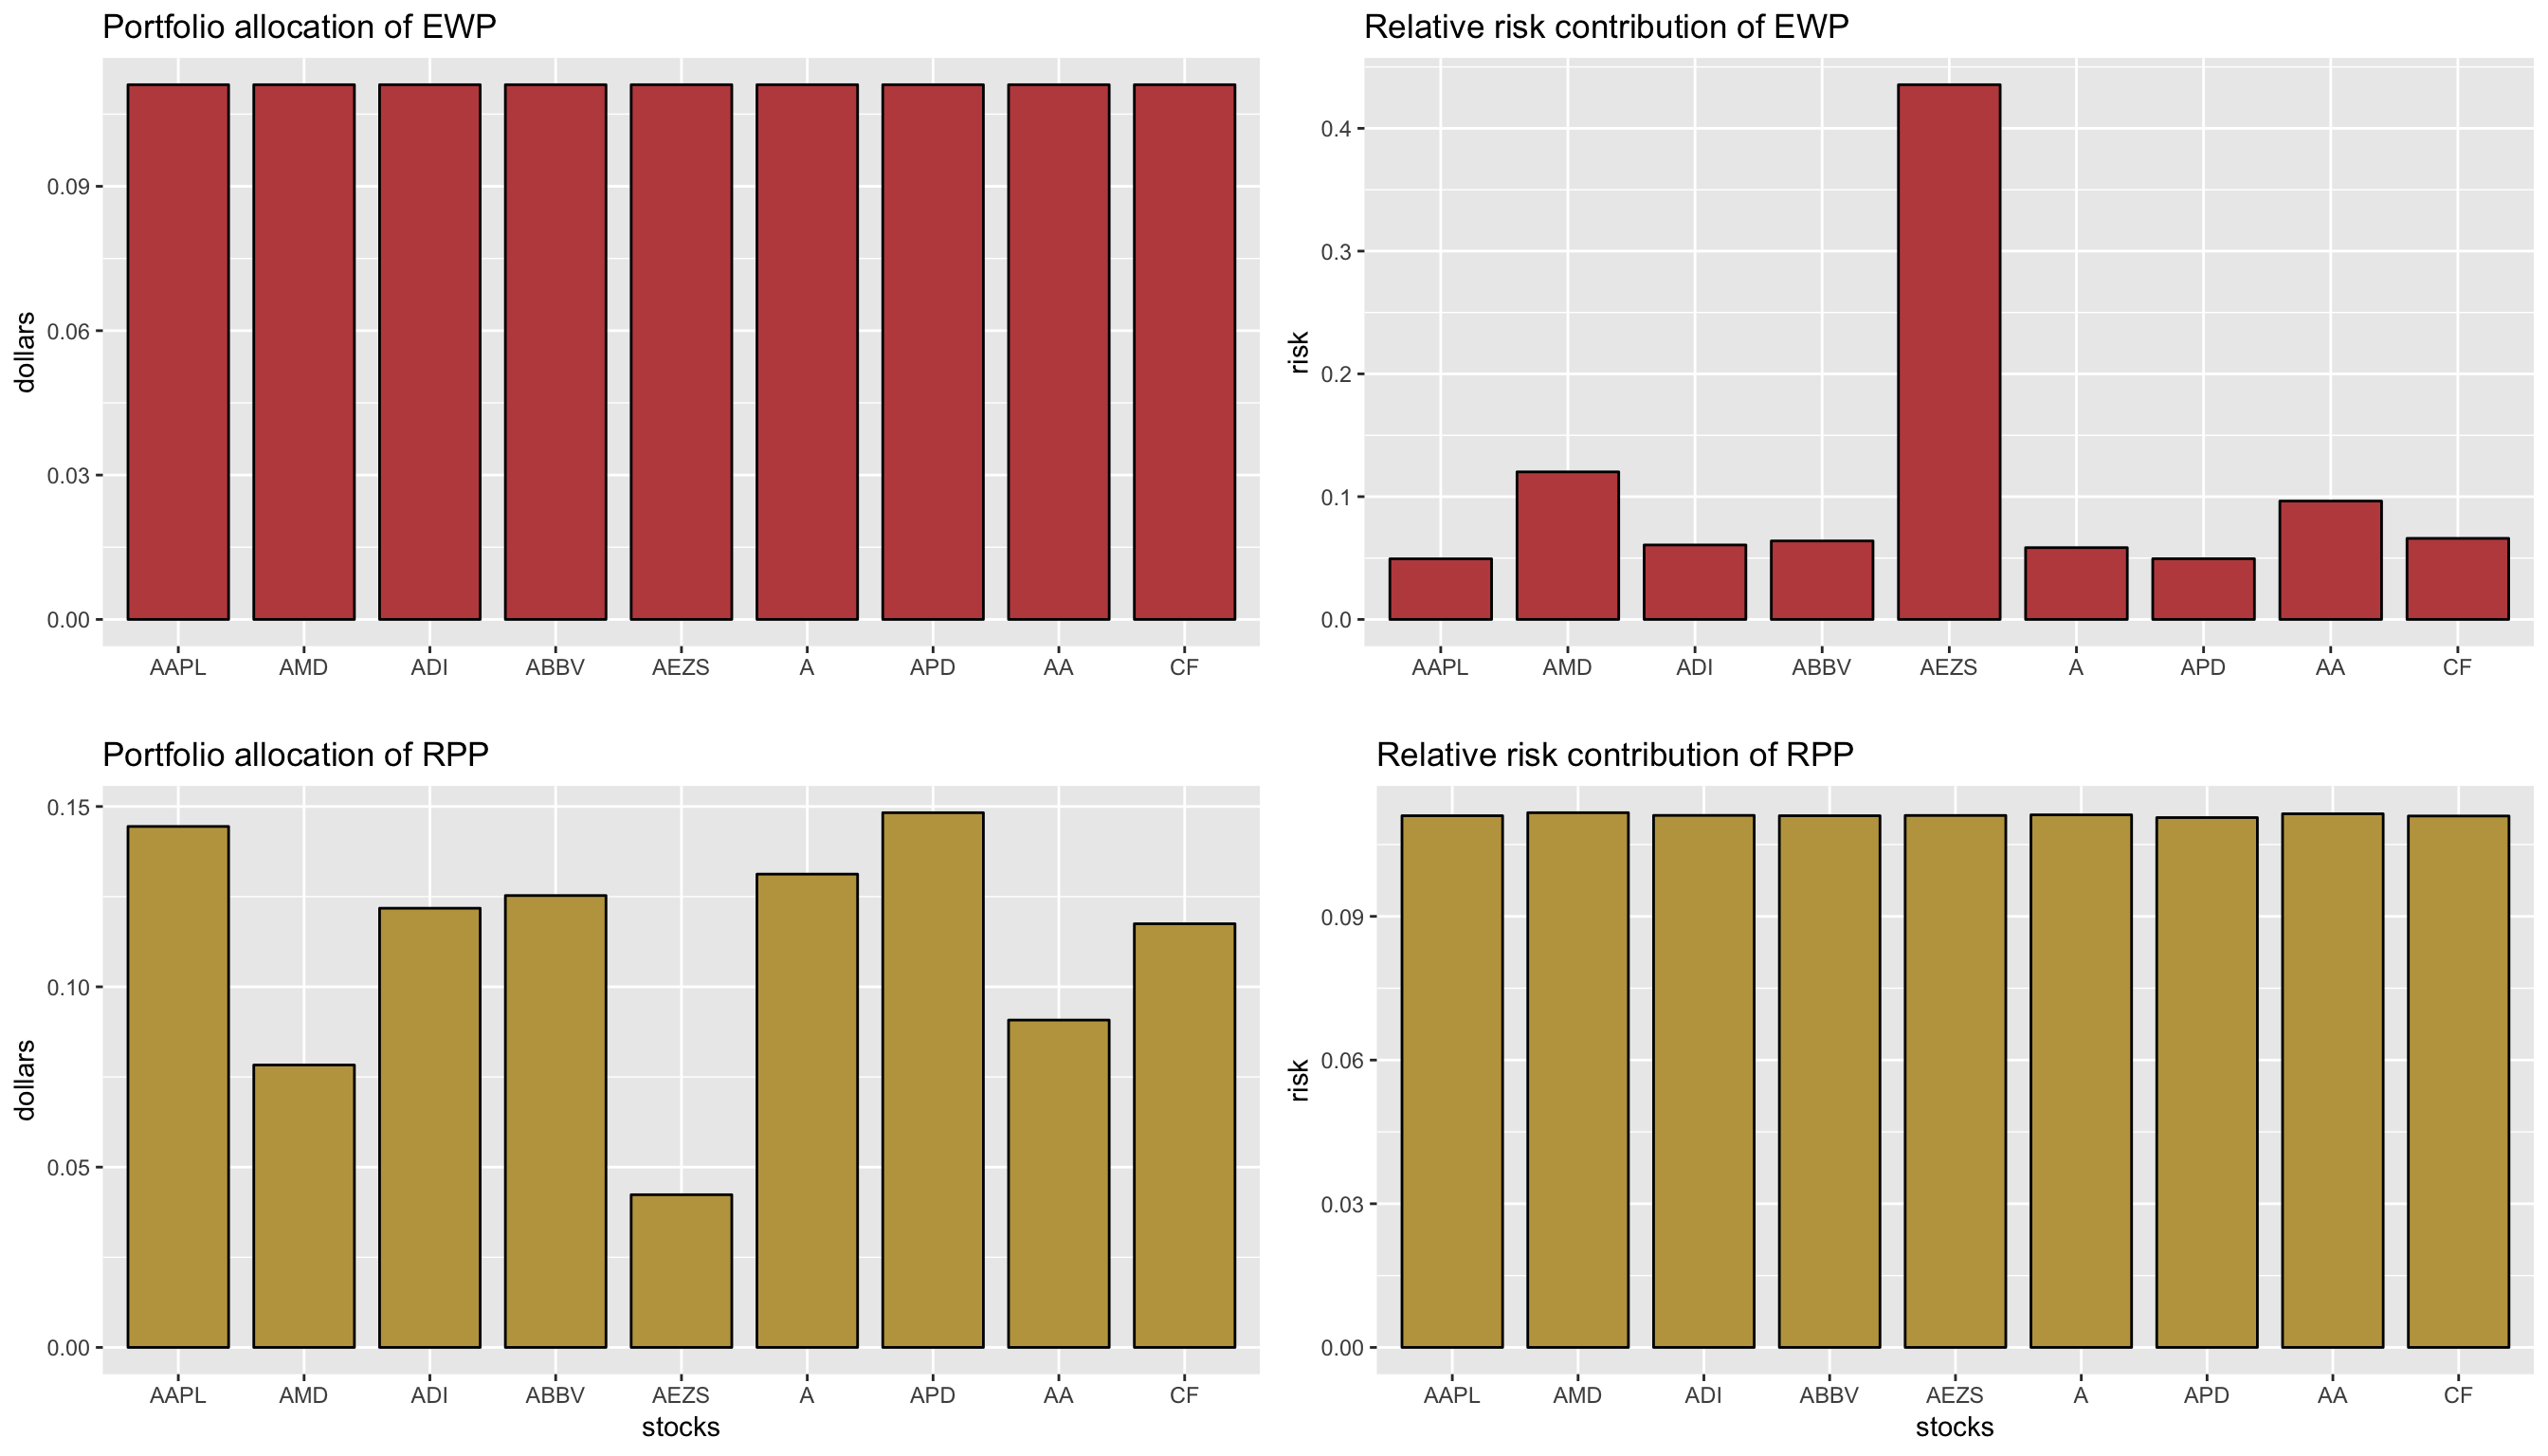 Portfolio allocation of EWP
dollars
0.09
0.06
0.03
0.00
AAPL AMD ADI ABBV AEZS A APD AA CF
Relative risk contribution of EWP
risk
0.4
0.3
0.2
0.1
0.0
AAPL AMD ADI ABBV AEZS A APD AA CF
Portfolio allocation of RPP
dollars
0.15
0.10
0.05
0.00
AAPL AMD ADI ABBV AEZS A APD AA CF
stocks
Relative risk contribution of RPP
risk
0.09
0.06
0.03
0.00
AAPL AMD ADI ABBV AEZS A APD AA CF
stocks